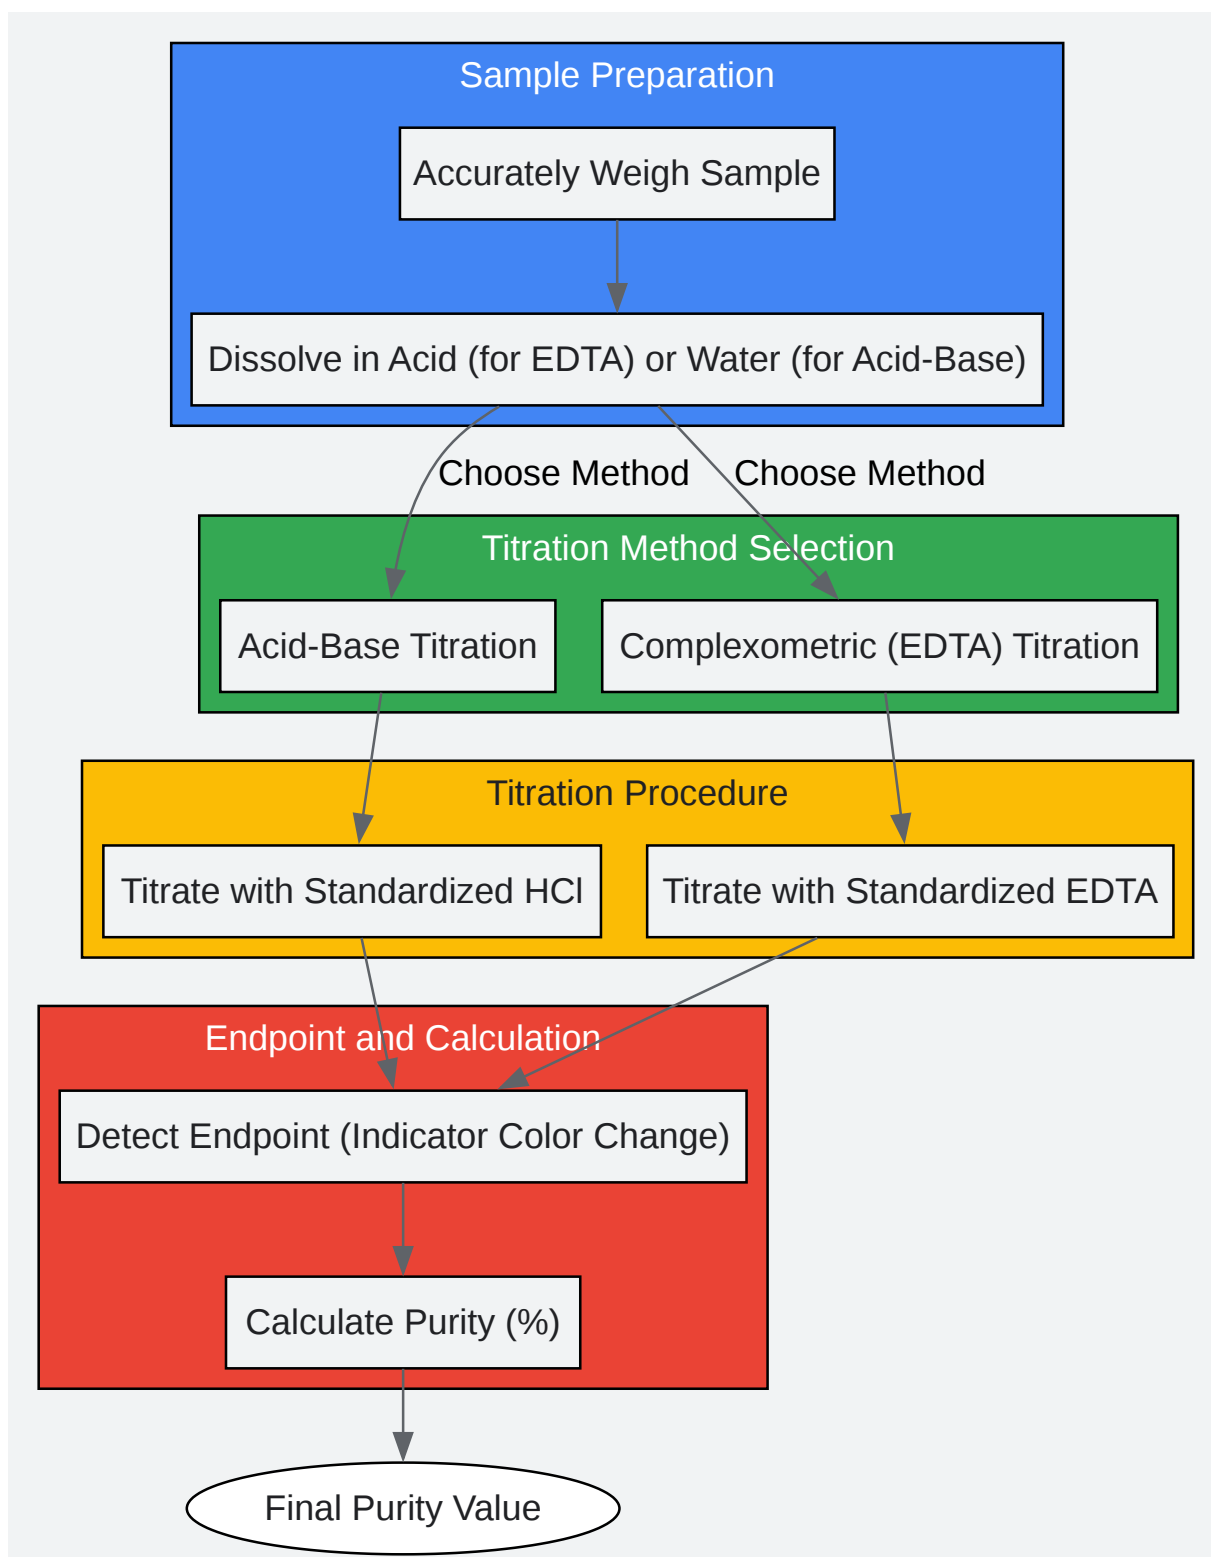 Sample Preparation
Accurately Weigh Sample
Dissolve in Acid (for EDTA) or Water (for Acid-Base)
Choose Method
Choose Method
Titration Method Selection
Acid-Base Titration
Complexometric (EDTA) Titration
Titration Procedure
Titrate with Standardized HCl
Titrate with Standardized EDTA
Endpoint and Calculation
Detect Endpoint (Indicator Color Change)
Calculate Purity (%)
Final Purity Value